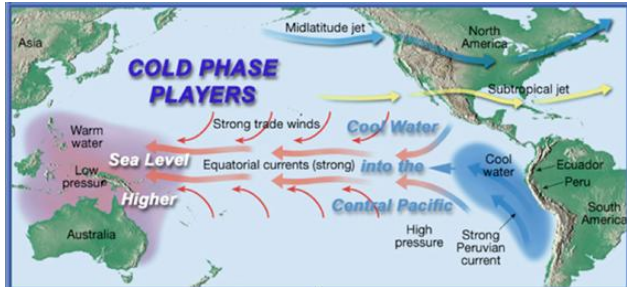 Asia
Midlatitude jet
North
America
COLD PHASE
PLAYERS
Subtropical jet
Strong trade winds
Warm
water
Cool Water
Sea Level
Equatorial currents (strong)
into the
Cool
water
Ecuador
Low
pressure
Peru
Higher
Central Pacific
South
America
Australia
High
pressure
Strong
Peruvian
current